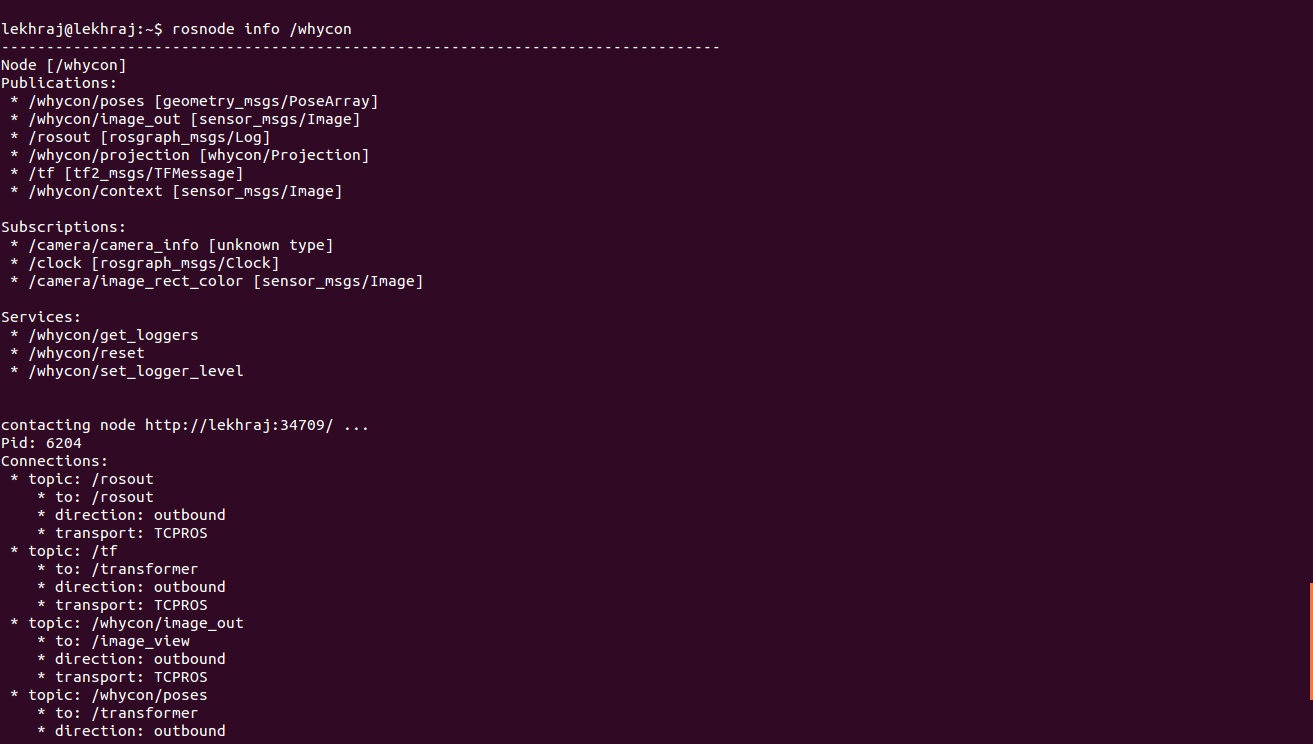 lekhraj@lekhraj:~$ rosnode info /whycon
--------------------------------------------------------------------------------
Node [/whycon]
Publications:
 * /whycon/poses [geometry_msgs/PoseArray]
 * /whycon/image_out [sensor_msgs/Image]
 * /rosout [rosgraph_msgs/Log]
 * /whycon/projection [whycon/Projection]
 * /tf [tf2_msgs/TFMessage]
 * /whycon/context [sensor_msgs/Image]

Subscriptions:
 * /camera/camera_info [unknown type]
 * /clock [rosgraph_msgs/Clock]
 * /camera/image_rect_color [sensor_msgs/Image]

Services:
 * /whycon/get_loggers
 * /whycon/reset
 * /whycon/set_logger_level


contacting node http://lekhraj:34709/ ...
Pid: 6204
Connections:
 * topic: /rosout
    * to: /rosout
    * direction: outbound
    * transport: TCPROS
 * topic: /tf
    * to: /transformer
    * direction: outbound
    * transport: TCPROS
 * topic: /whycon/image_out
    * to: /image_view
    * direction: outbound
    * transport: TCPROS
 * topic: /whycon/poses
    * to: /transformer
    * direction: outbound